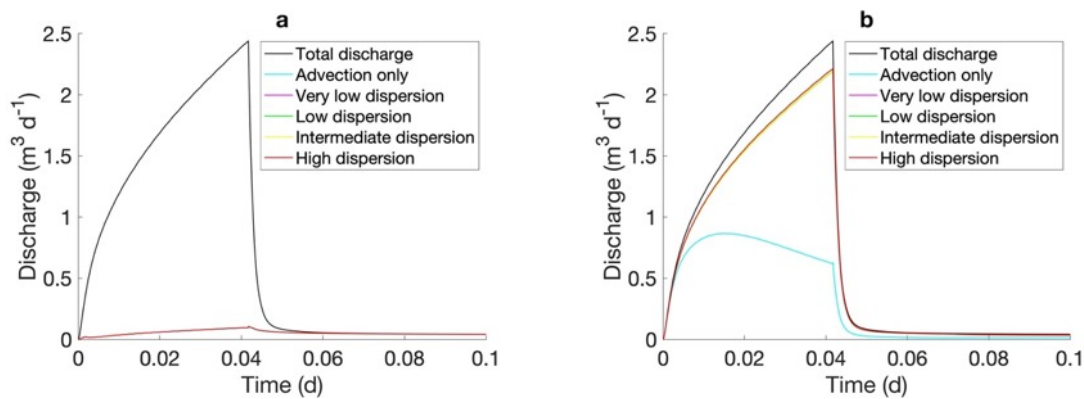 a
Discharge (m³ d⁻¹)
2.5
2
1.5
1
0.5
0
Total discharge
Advection only
Very low dispersion
Low dispersion
Intermediate dispersion
High dispersion
0 0.02 0.04 0.06 0.08 0.1
Time (d)
b
Discharge (m³ d⁻¹)
2.5
2
1.5
1
0.5
0
Total discharge
Advection only
Very low dispersion
Low dispersion
Intermediate dispersion
High dispersion
0 0.02 0.04 0.06 0.08 0.1
Time (d)